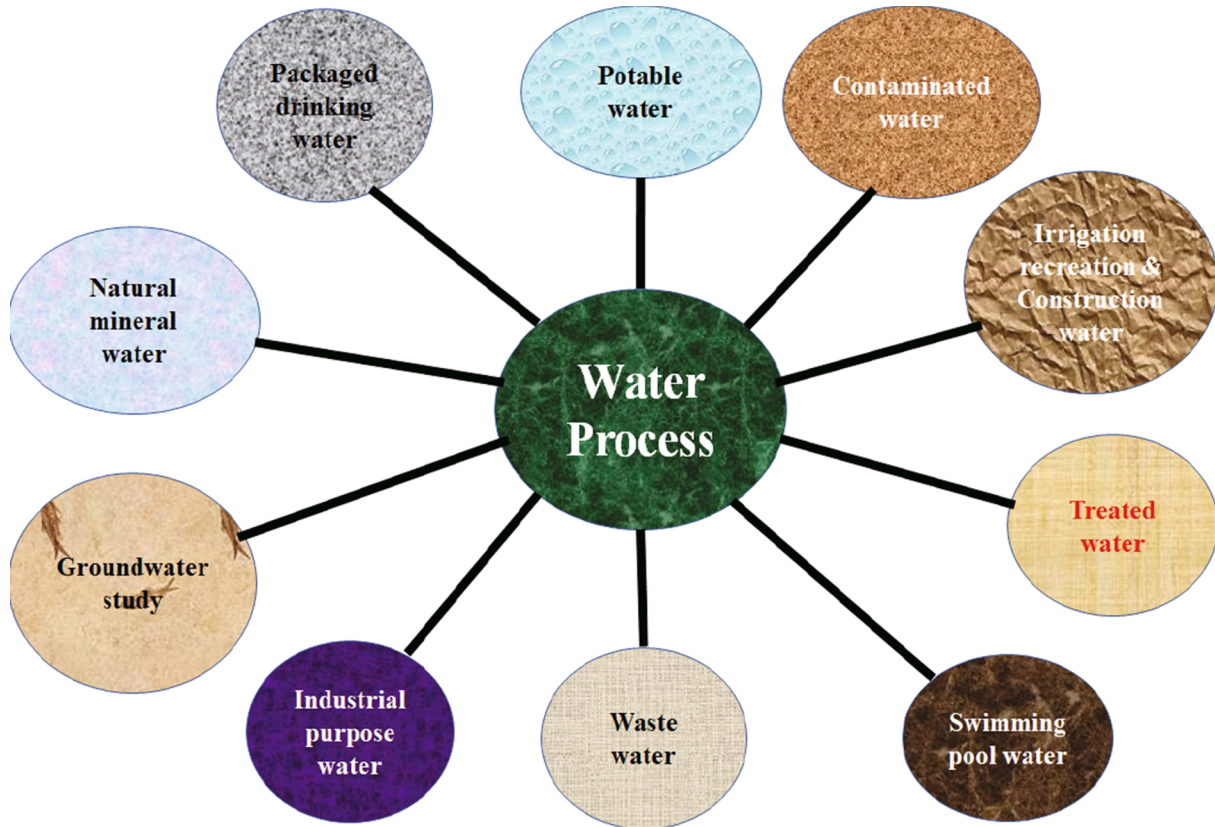 Packaged
drinking
water
Potable
water
Contaminated
water
Irrigation
recreation &
Construction
water
Natural
mineral
water
Water
Process
Treated
water
Groundwater
study
Industrial
purpose
water
Waste
water
Swimming
pool water